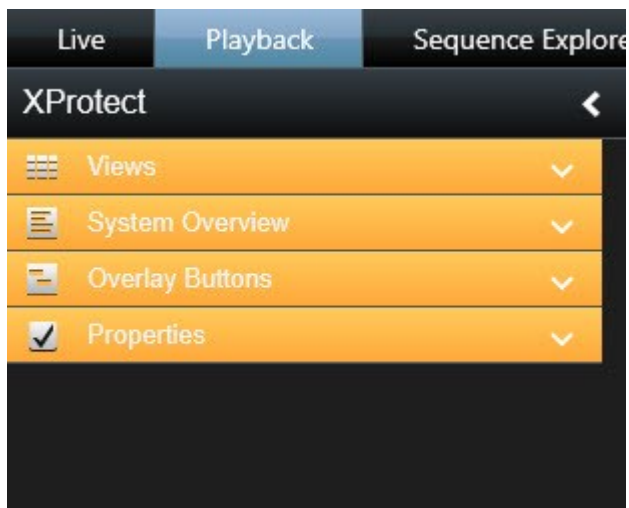 Live Playback Sequence Explore
XProtect
Views
System Overview
Overlay Buttons
Properties